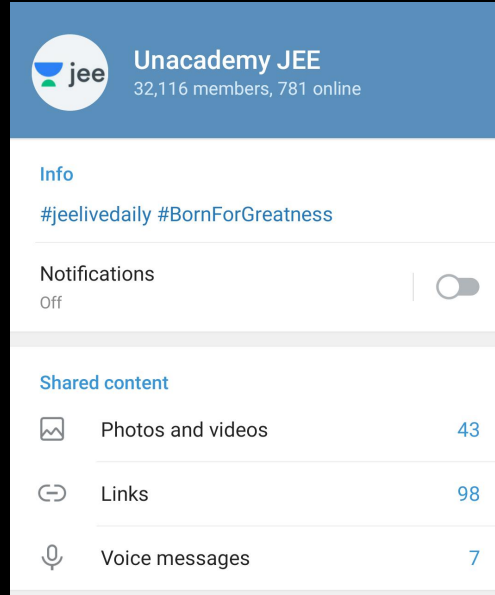 jee
Unacademy JEE
32,116 members, 781 online
Info
#jeelivedaily #BornForGreatness
Notifications
Off
Shared content
Photos and videos 43
Links 98
Voice messages 7